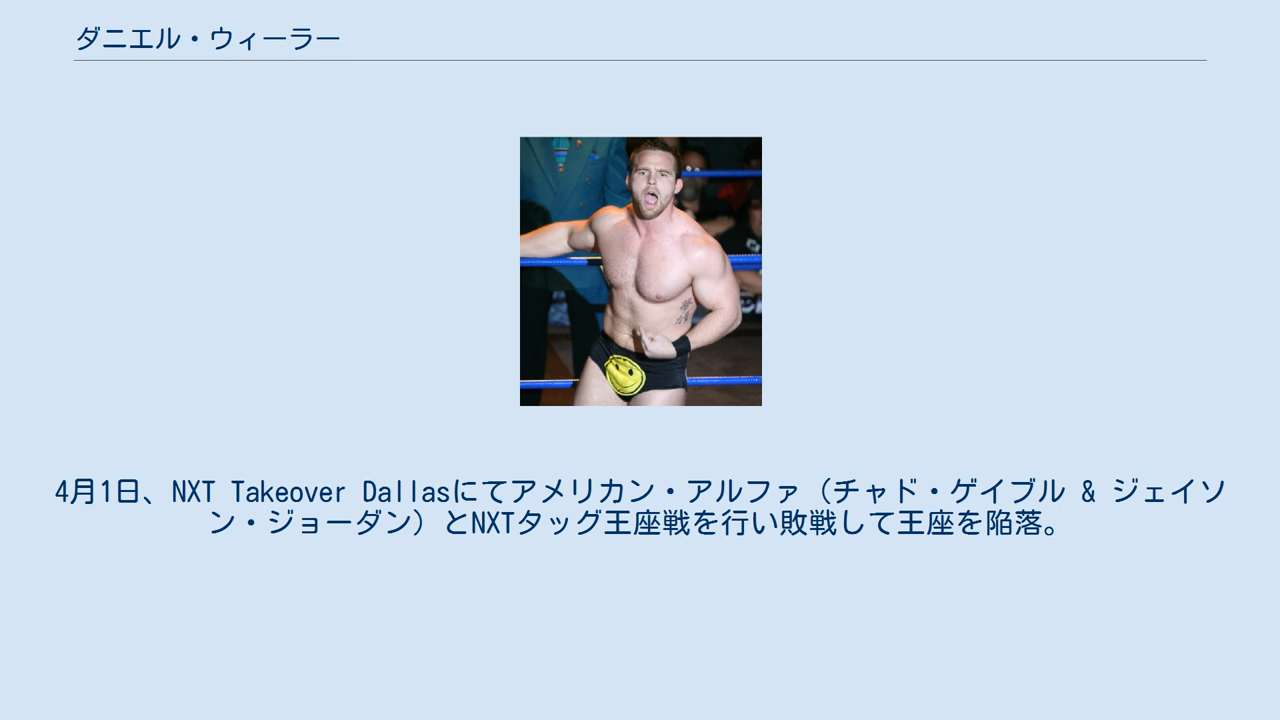 ダニエル・ウィーラー
4月1日、NXT Takeover Dallasにてアメリカン・アルファ（チャド・ゲイブル & ジェイソ
ン・ジョーダン）とNXTタッグ王座戦を行い敗戦して王座を陥落。